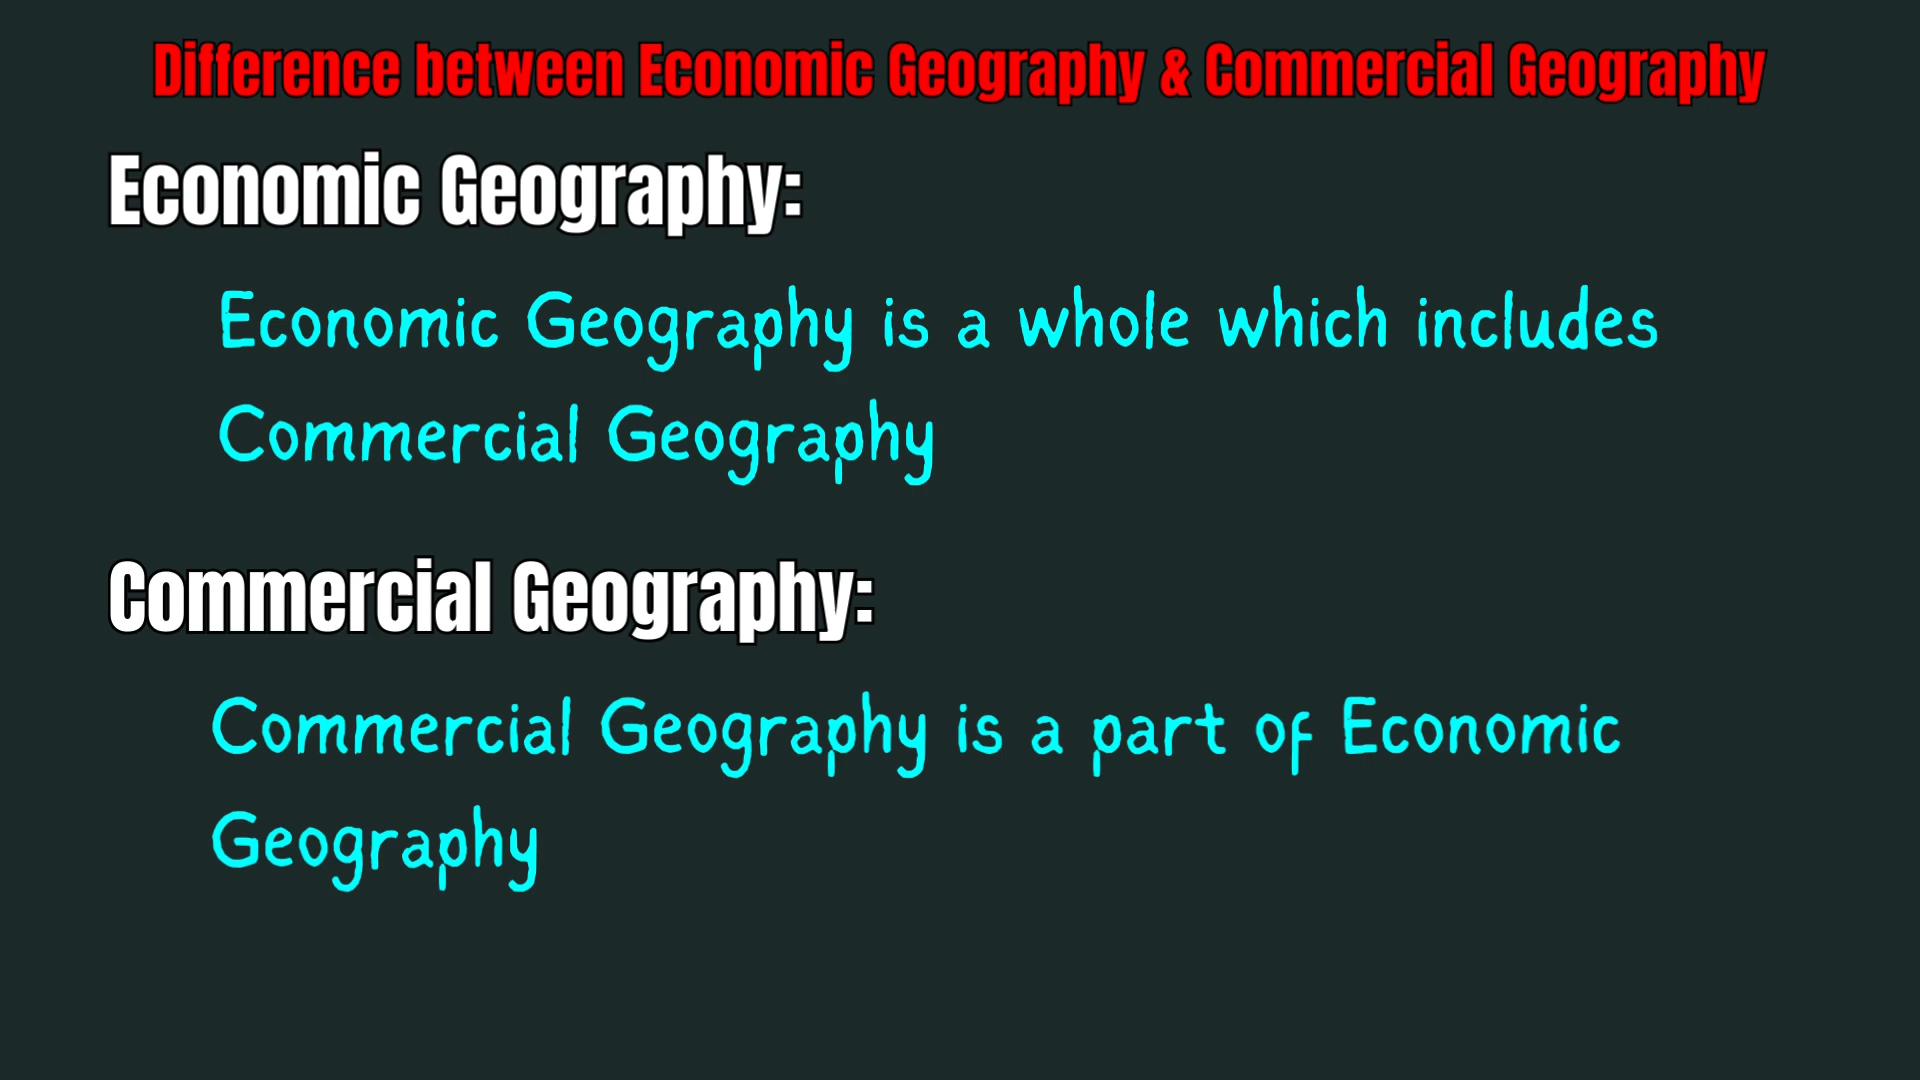 Difference between Economic Geography & Commercial Geography
Economic Geography:
Economic Geography is a whole which includes
Commercial Geography
Commercial Geography:
Commercial Geography is a part of Economic
Geography